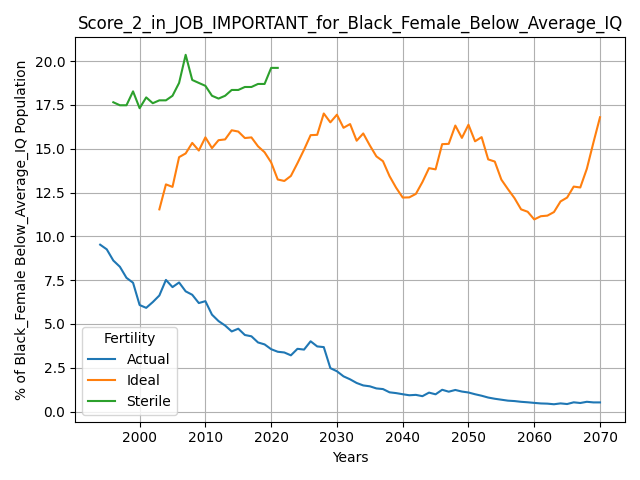 Score_2_in_JOB_IMPORTANT_for_Black_Female_Below_Average_IQ
% of Black_Female Below_Average_IQ Population
20.0
17.5
15.0
12.5
10.0
7.5
5.0
2.5
0.0
Fertility
Actual
Ideal
Sterile
2000 2010 2020 2030 2040 2050 2060 2070
Years